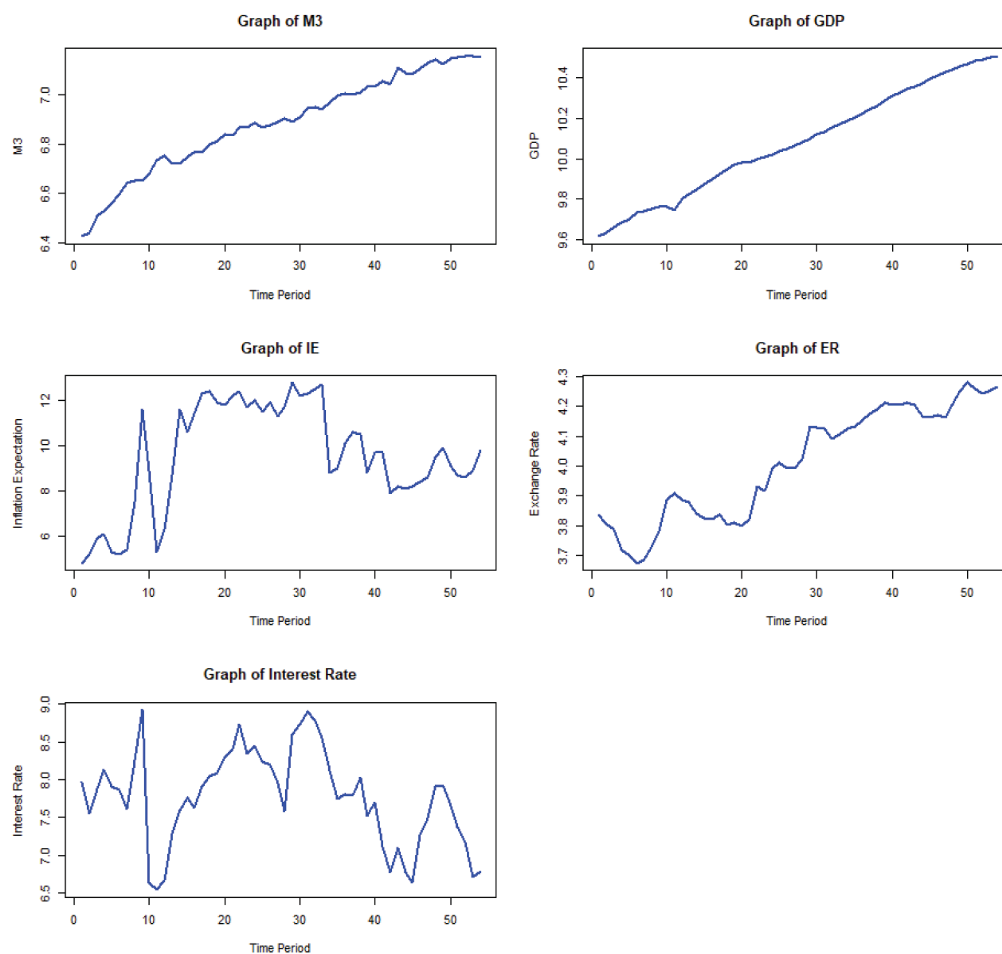 Graph of M3
M3
7.0
6.8
6.6
6.4
0 10 20 30 40 50
Time Period
Graph of GDP
GDP
10.4
10.2
10.0
9.8
9.6
0 10 20 30 40 50
Time Period
Graph of IE
Inflation Expectation
12
10
8
6
0 10 20 30 40 50
Time Period
Graph of ER
Exchange Rate
4.3
4.2
4.1
4.0
3.9
3.8
3.7
0 10 20 30 40 50
Time Period
Graph of Interest Rate
Interest Rate
9.0
8.5
8.0
7.5
7.0
6.5
0 10 20 30 40 50
Time Period